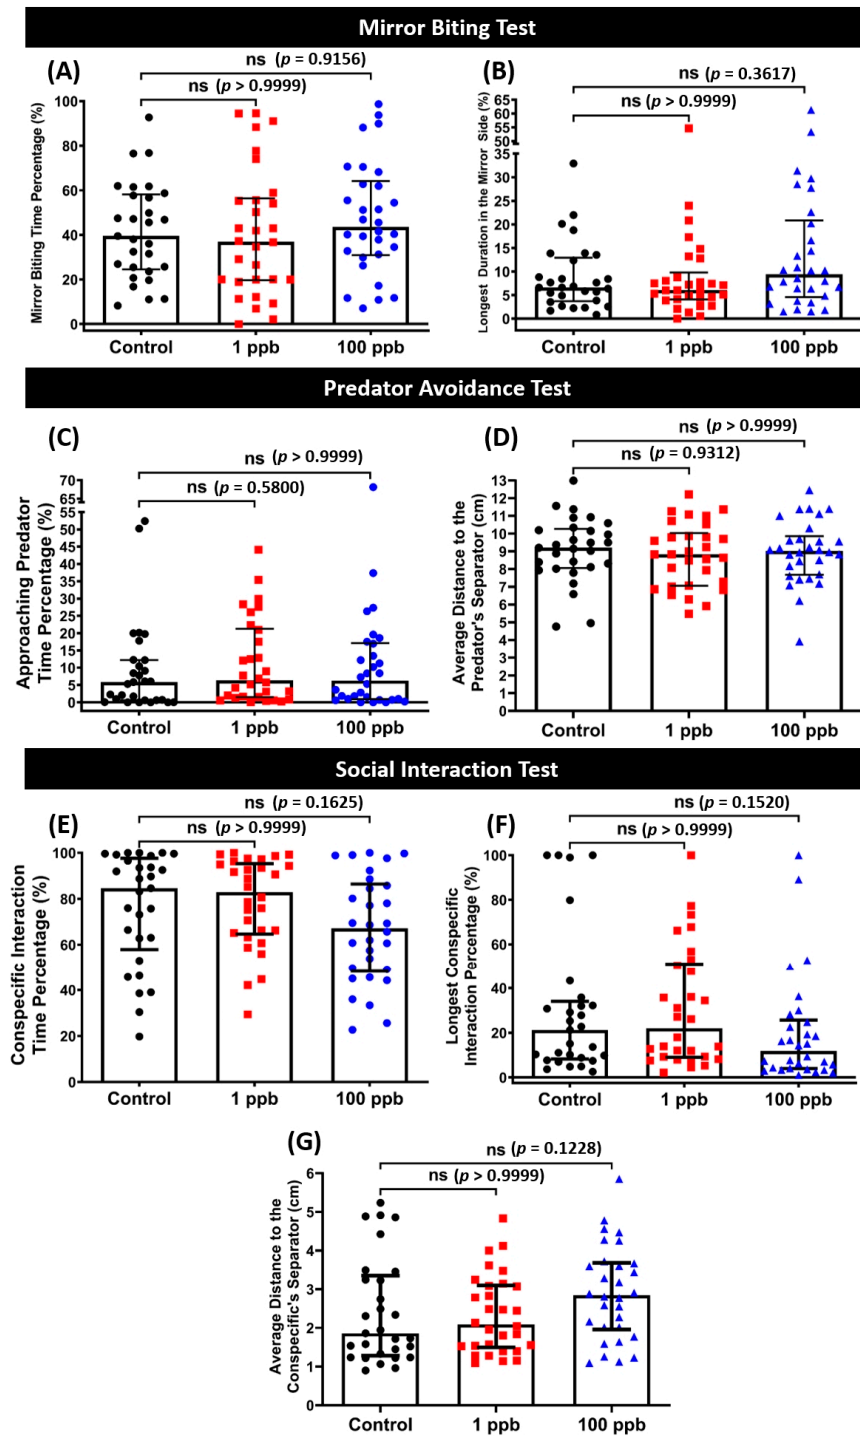 Mirror Biting Test
(A)
ns (p = 0.9156)
ns (p > 0.9999)
Mirror Biting Time Percentage (%)
100
80
60
40
20
0
Control
1 ppb
100 ppb
(B)
ns (p = 0.3617)
ns (p > 0.9999)
Longest Duration in the Mirror Side (%)
65
60
55
50
35
30
25
20
15
10
5
0
Control
1 ppb
100 ppb
Predator Avoidance Test
(C)
ns (p > 0.9999)
ns (p = 0.5800)
Approaching Predator
Time Percentage (%)
70
65
55
50
45
40
35
30
25
20
15
10
5
0
Control
1 ppb
100 ppb
(D)
ns (p > 0.9999)
ns (p = 0.9312)
Average Distance to the
Predator's Separator (cm)
13
12
11
10
9
8
7
6
5
4
3
2
1
0
Control
1 ppb
100 ppb
Social Interaction Test
(E)
ns (p = 0.1625)
ns (p > 0.9999)
Conspecific Interaction
Time Percentage (%)
100
80
60
40
20
0
Control
1 ppb
100 ppb
(F)
ns (p = 0.1520)
ns (p > 0.9999)
Longest Conspecific
Interaction Percentage (%)
100
80
60
40
20
0
Control
1 ppb
100 ppb
(G)
ns (p = 0.1228)
ns (p > 0.9999)
Average Distance to the
Conspecific's Separator (cm)
6
5
4
3
2
1
0
Control
1 ppb
100 ppb